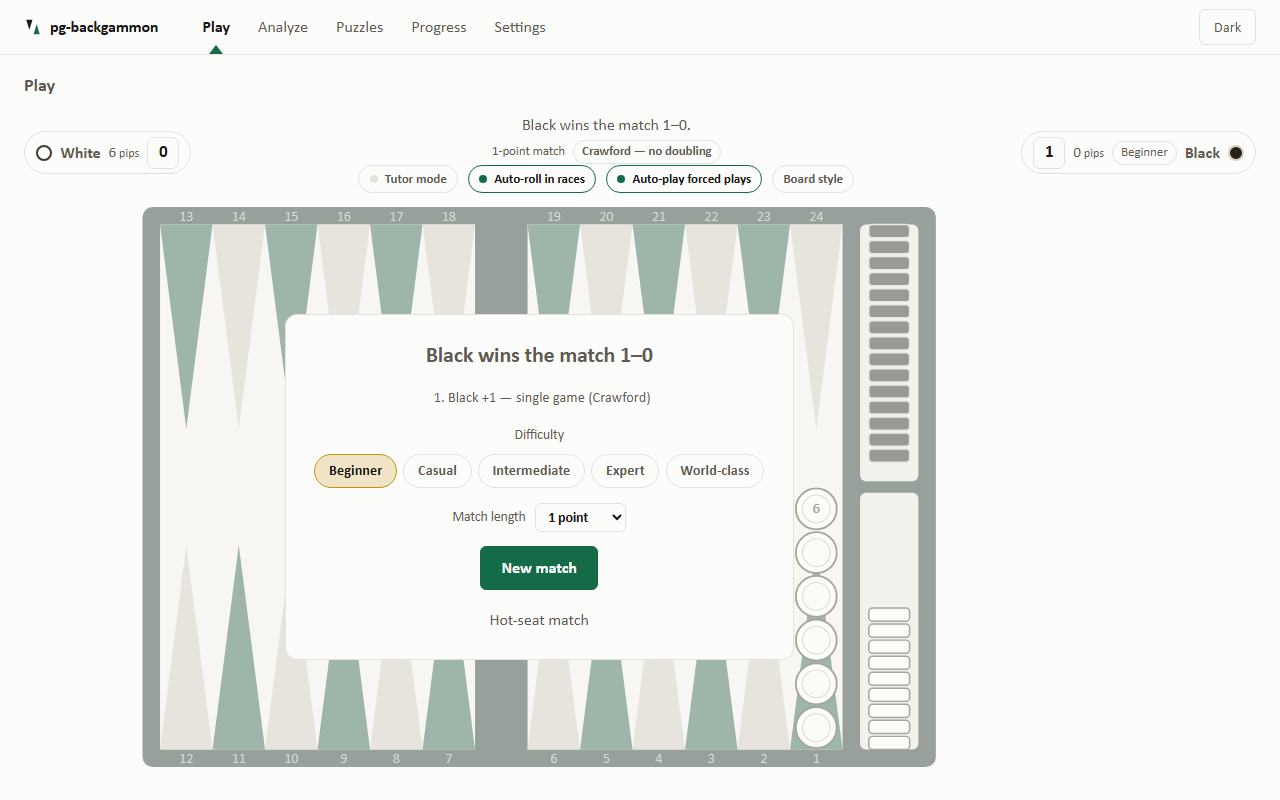 pg-backgammon Play Analyze Puzzles Progress Settings Dark
Play
Black wins the match 1–0.
White 6 pips 0
1-point match Crawford — no doubling
1 0 pips Beginner Black
Tutor mode Auto-roll in races Auto-play forced plays Board style
13 14 15 16 17 18 19 20 21 22 23 24
Black wins the match 1–0
1. Black +1 — single game (Crawford)
Difficulty
Beginner Casual Intermediate Expert World-class
Match length 1 point
6
New match
Hot-seat match
12 11 10 9 8 7 6 5 4 3 2 1